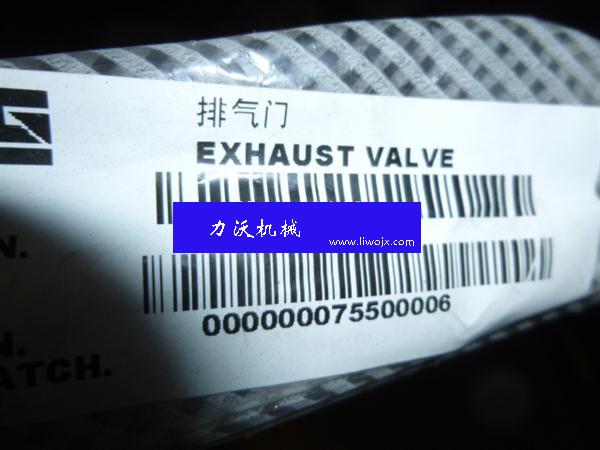 排气门
EXHAUST VALVE
力沃机械
www.liwojx.com
N.
000000075500006
N.
ATCH.